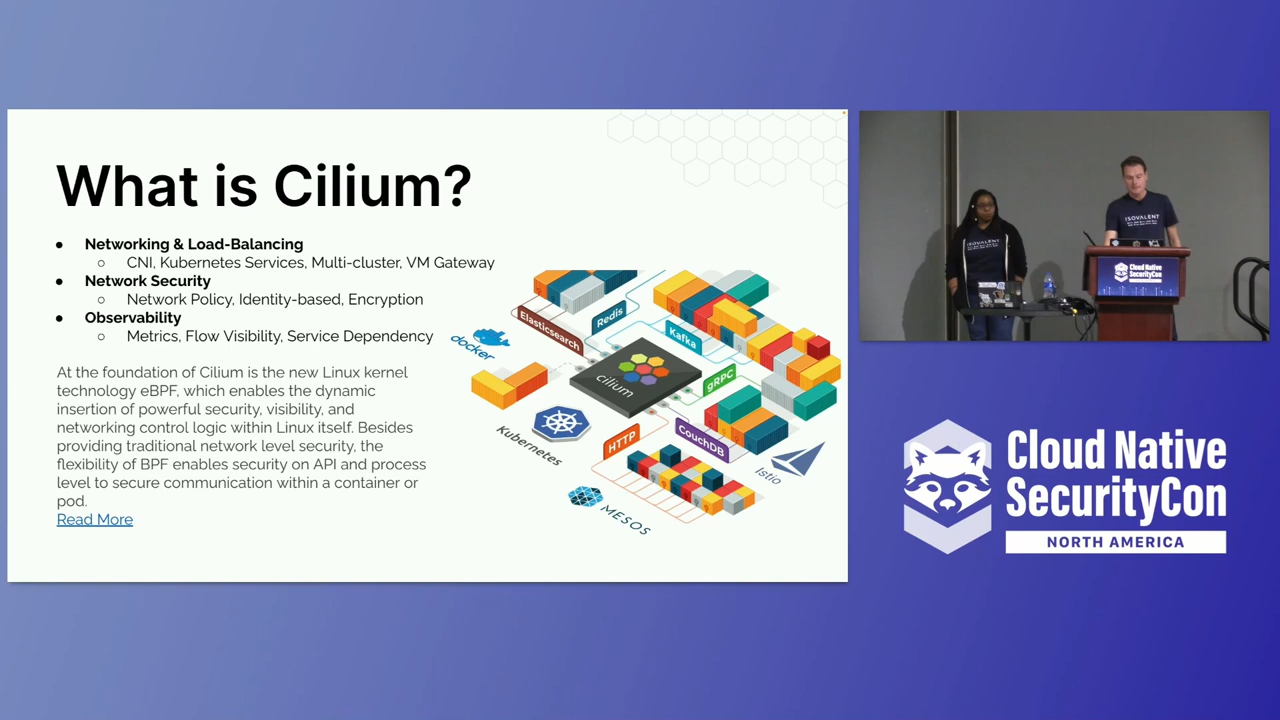 What is Cilium?
● Networking & Load-Balancing
○ CNI, Kubernetes Services, Multi-cluster, VM Gateway
● Network Security
○ Network Policy, Identity-based, Encryption
● Observability
○ Metrics, Flow Visibility, Service Dependency
At the foundation of Cilium is the new Linux kernel
technology eBPF, which enables the dynamic
insertion of powerful security, visibility, and
networking control logic within Linux itself. Besides
providing traditional network level security, the
flexibility of BPF enables security on API and process
level to secure communication within a container or
pod.
Read More
Elasticsearch
Redis
Kafka
docker
cilium
gRPC
Kubernetes
HTTP
CouchDB
Istio
MESOS
ISOVALENT
ISOVALENT
Cloud Native
SecurityCon
Cloud Native
SecurityCon
NORTH AMERICA